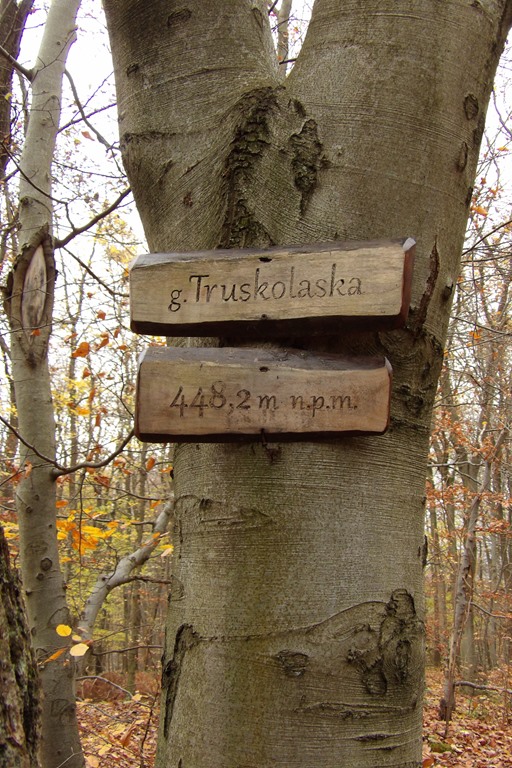 g. Truskolaska
448,2 m n.p.m.